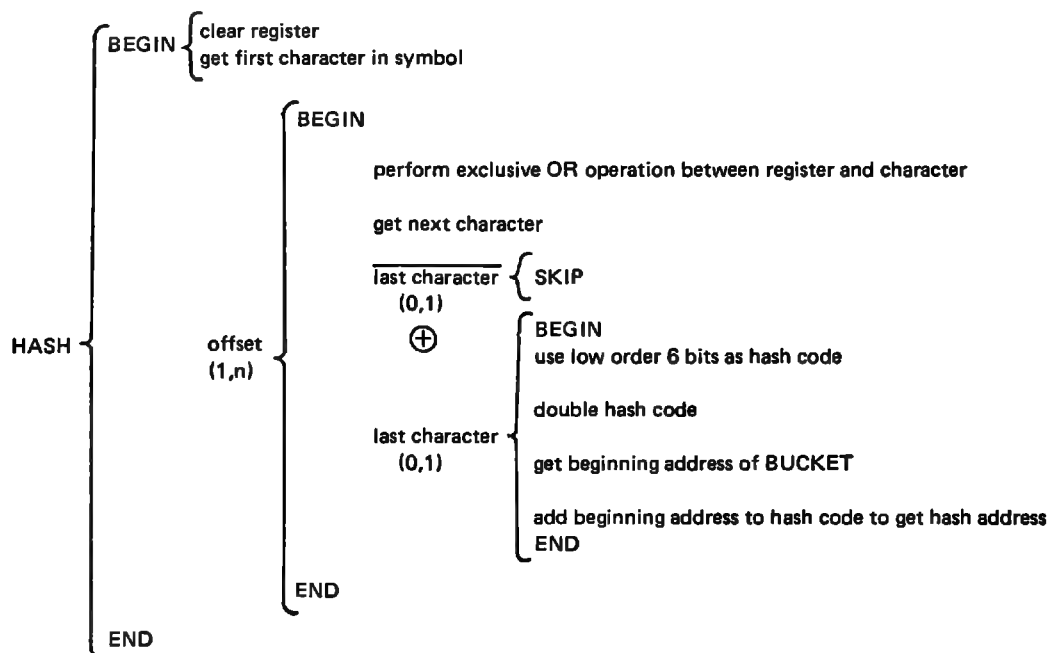 BEGIN
clear register
get first character in symbol
BEGIN
perform exclusive OR operation between register and character
get next character
last character
(0,1)
SKIP
⊕
HASH
offset
(1,n)
BEGIN
use low order 6 bits as hash code
double hash code
last character
(0,1)
get beginning address of BUCKET
add beginning address to hash code to get hash address
END
END
END